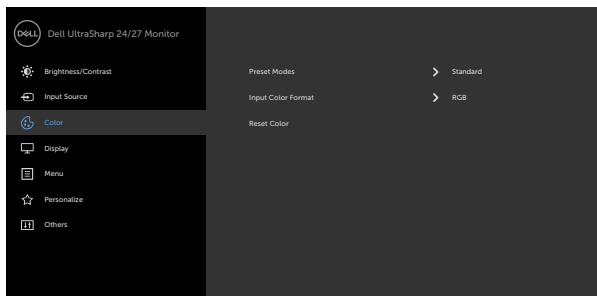 DELL
Dell UltraSharp 24/27 Monitor
Brightness/Contrast
Input Source
Color
Display
Menu
Personalize
Others
Preset Modes
Standard
Input Color Format
RGB
Reset Color